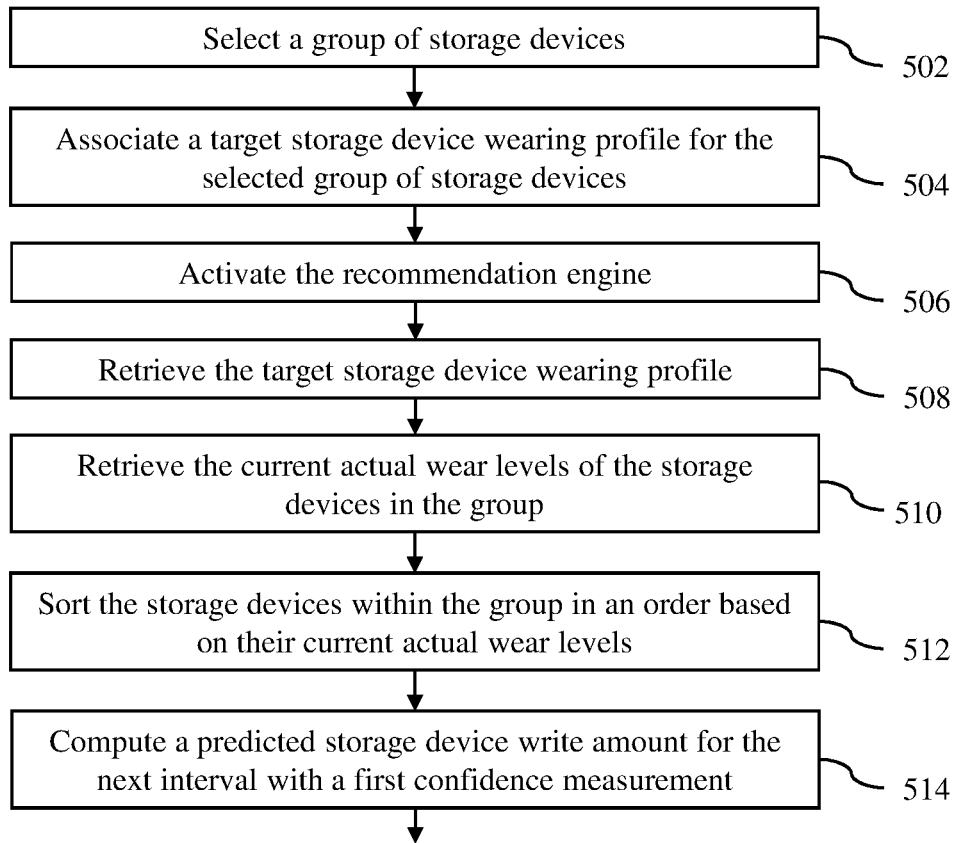 Select a group of storage devices
502
Associate a target storage device wearing profile for the
selected group of storage devices
504
Activate the recommendation engine
506
Retrieve the target storage device wearing profile
508
Retrieve the current actual wear levels of the storage
devices in the group
510
Sort the storage devices within the group in an order based
on their current actual wear levels
512
Compute a predicted storage device write amount for the
next interval with a first confidence measurement
514